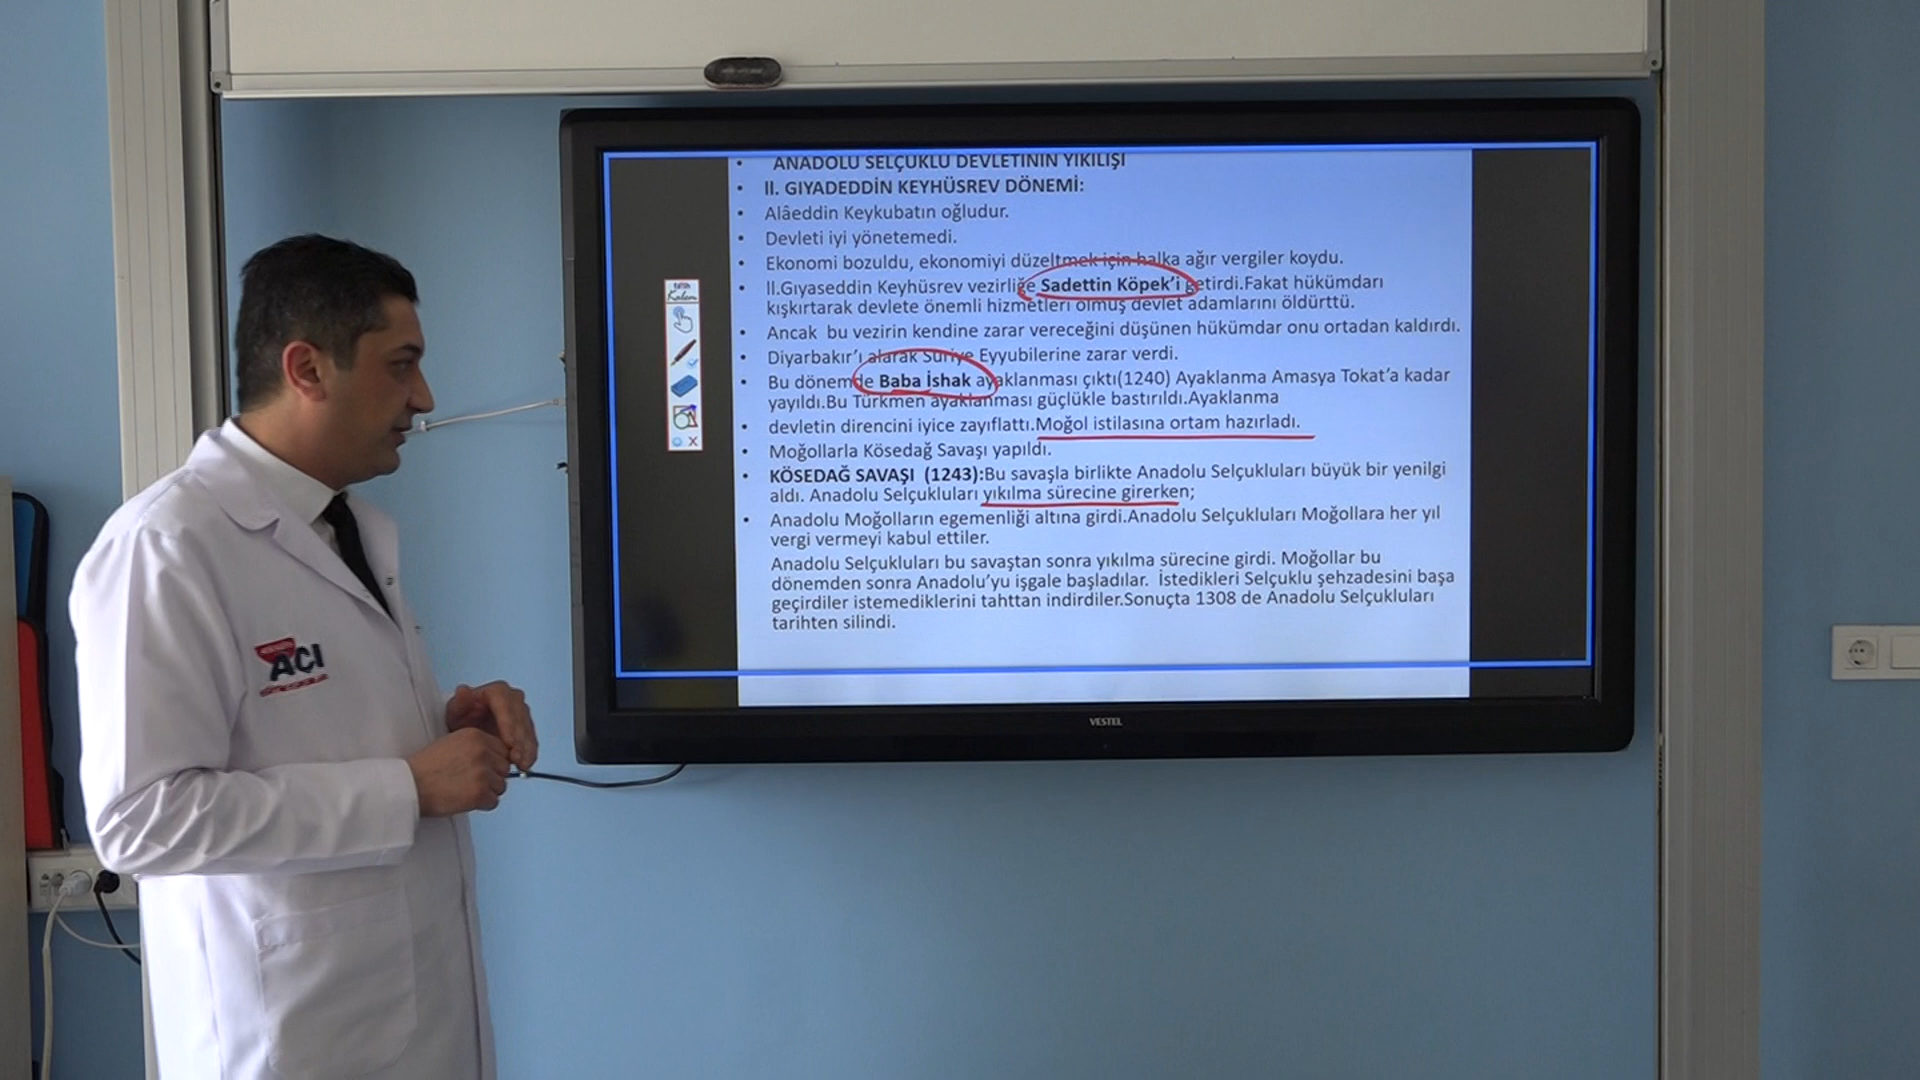 ANADOLU SELÇUKLU DEVLETİNİN YIKILIŞI
II. GIYADEDDİN KEYHÜSREV DÖNEMİ:
Alâeddin Keykubatın oğludur.
Devleti iyi yönetemedi.
Ekonomi bozuldu, ekonomiyi düzeltmek için halka ağır vergiler koydu.
II.Gıyaseddin Keyhüsrev vezirliğe Sadettin Köpek’i getirdi.Fakat hükümdarı
kışkırtarak devlete önemli hizmetleri olmuş devlet adamlarını öldürttü.
Ancak bu vezirin kendine zarar vereceğini düşünen hükümdar onu ortadan kaldırdı.
Diyarbakır’ı alarak Suriye Eyyubilerine zarar verdi.
Bu dönemde Baba İshak ayaklanması çıktı(1240) Ayaklanma Amasya Tokat’a kadar
yayıldı.Bu Türkmen ayaklanması güçlükle bastırıldı.Ayaklanma
devletin direncini iyice zayıflattı.Moğol istilasına ortam hazırladı.
Moğollarla Kösedağ Savaşı yapıldı.
KÖSEDAĞ SAVAŞI (1243):Bu savaşla birlikte Anadolu Selçukluları büyük bir yenilgi
aldı. Anadolu Selçukluları yıkılma sürecine girerken;
Anadolu Moğolların egemenliği altına girdi.Anadolu Selçukluları Moğollara her yıl
vergi vermeyi kabul ettiler.
Anadolu Selçukluları bu savaştan sonra yıkılma sürecine girdi. Moğollar bu
dönemden sonra Anadolu’yu işgale başladılar. İstedikleri Selçuklu şehzadesini başa
geçirdiler istemediklerini tahttan indirdiler.Sonuçta 1308 de Anadolu Selçukluları
tarihten silindi.
fatih
Kalem
VESTEL
AÇI